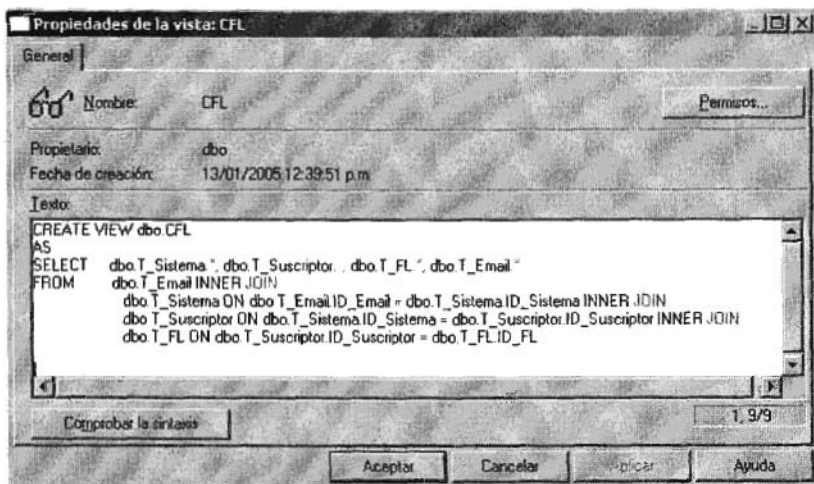 Propiedades de la vista: CFL
General
Nombre: CFL Permisos...
Propietario: dbo
Fecha de creación: 13/01/2005 12:39:51 p.m
Texto:
CREATE VIEW dbo.CFL
AS
SELECT dbo.T_Sistema.*, dbo.T_Suscriptor. , dbo.T_FL.*, dbo.T_Email.*
FROM dbo.T_Email INNER JOIN
dbo.T_Sistema ON dbo.T_Email.ID_Email = dbo.T_Sistema.ID_Sistema INNER JOIN
dbo.T_Suscriptor ON dbo.T_Sistema.ID_Sistema = dbo.T_Suscriptor.ID_Suscriptor INNER JOIN
dbo.T_FL ON dbo.T_Suscriptor.ID_Suscriptor = dbo.T_FL.ID_FL
1, 9/9
Comprobar la sintaxis
Aceptar Cancelar Aplicar Ayuda